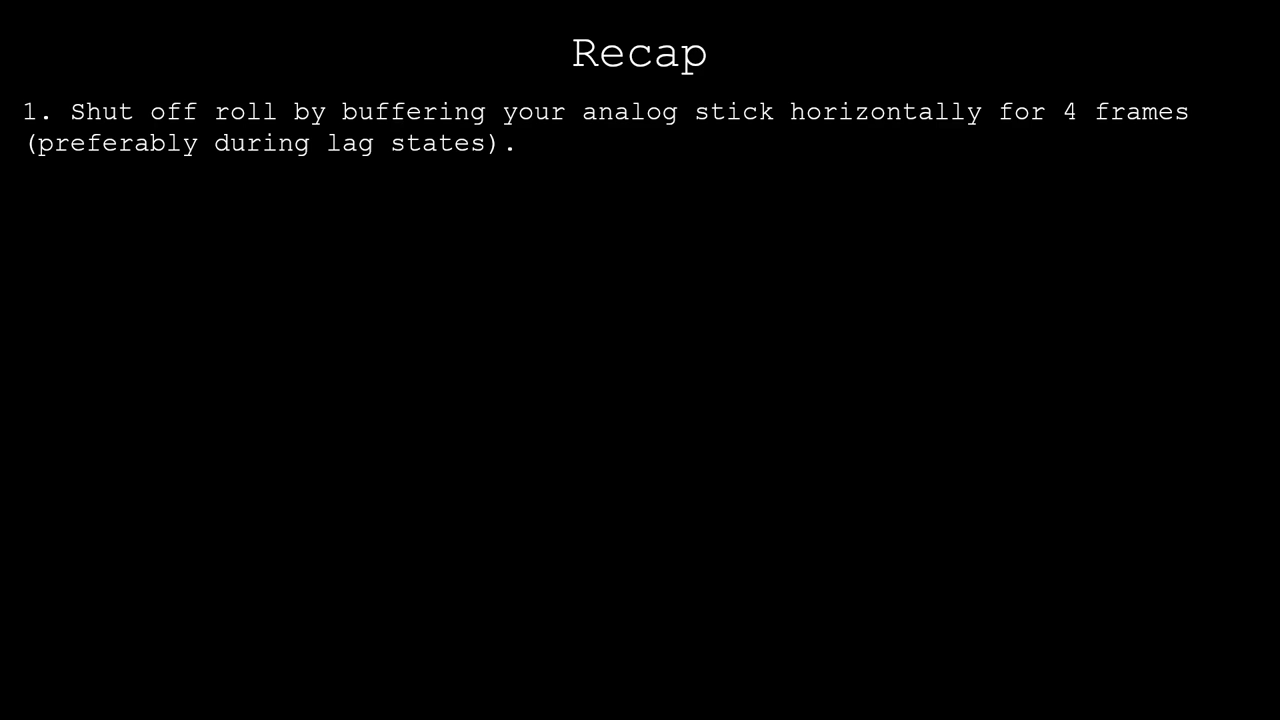 Recap
1. Shut off roll by buffering your analog stick horizontally for 4 frames
(preferably during lag states).